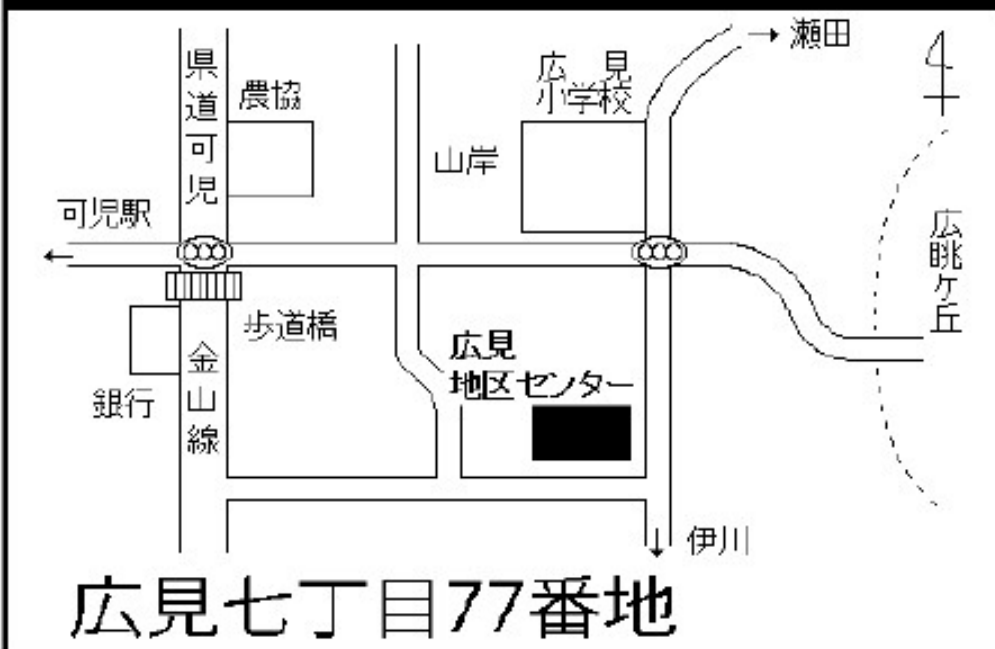 瀬田
県道可児
農協
広見
小学校
山岸
可児駅
広眺ケ丘
歩道橋
金山線
広見
地区センター
銀行
伊川
広見七丁目77番地